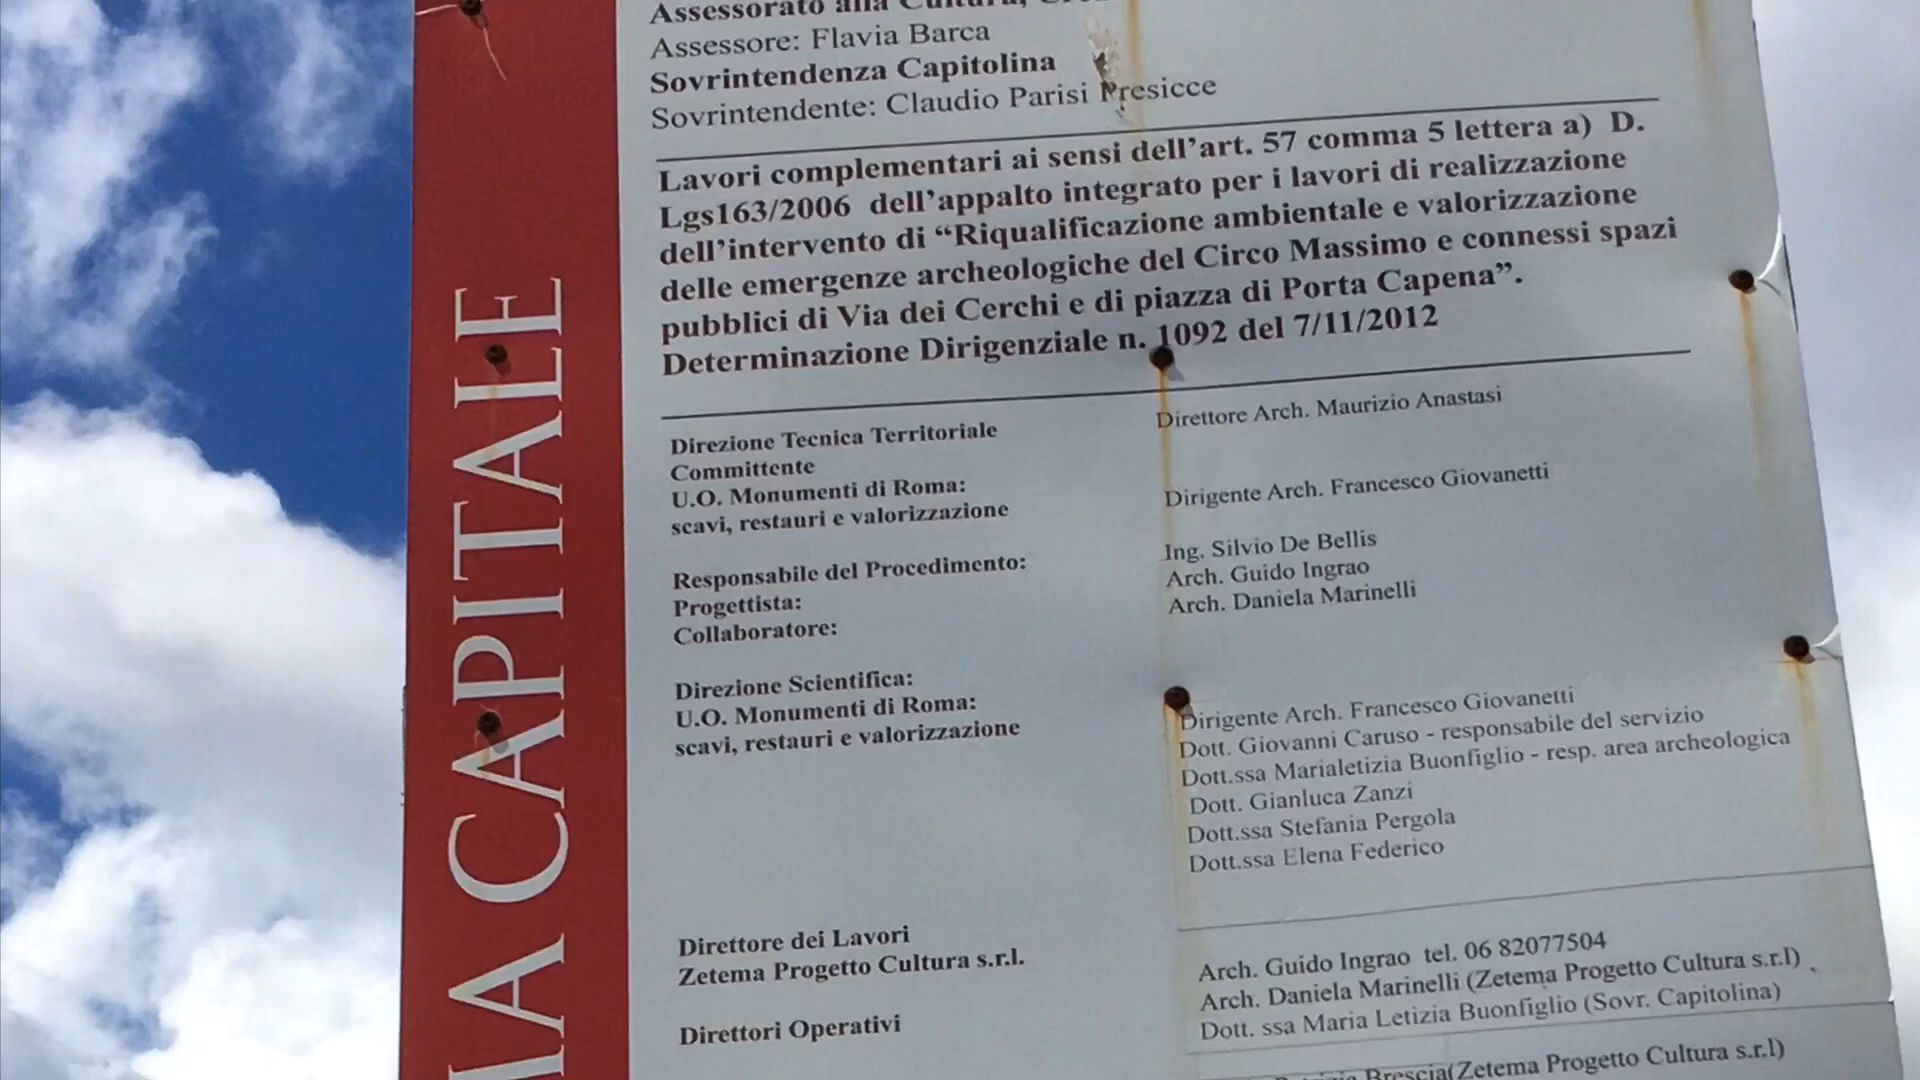 Assessorato alla Cultura,
Assessore: Flavia Barca
Sovrintendenza Capitolina
Sovrintendente: Claudio Parisi Presicce
Lavori complementari ai sensi dell'art. 57 comma 5 lettera a) D.
Lgs163/2006 dell'appalto integrato per i lavori di realizzazione
dell'intervento di “Riqualificazione ambientale e valorizzazione
delle emergenze archeologiche del Circo Massimo e connessi spazi
pubblici di Via dei Cerchi e di piazza di Porta Capena”.
Determinazione Dirigenziale n. 1092 del 7/11/2012
Direzione Tecnica Territoriale Direttore Arch. Maurizio Anastasi
Committente
U.O. Monumenti di Roma: Dirigente Arch. Francesco Giovanetti
scavi, restauri e valorizzazione
Responsabile del Procedimento: Ing. Silvio De Bellis
Progettista: Arch. Guido Ingrao
Collaboratore: Arch. Daniela Marinelli
Direzione Scientifica:
U.O. Monumenti di Roma: Dirigente Arch. Francesco Giovanetti
scavi, restauri e valorizzazione Dott. Giovanni Caruso - responsabile del servizio
Dott.ssa Marialetizia Buonfiglio - resp. area archeologica
Dott. Gianluca Zanzi
Dott.ssa Stefania Pergola
Dott.ssa Elena Federico
Direttore dei Lavori
Zetema Progetto Cultura s.r.l. Arch. Guido Ingrao tel. 06 82077504
Arch. Daniela Marinelli (Zetema Progetto Cultura s.r.l)
Direttori Operativi Dott. ssa Maria Letizia Buonfiglio (Sovr. Capitolina)
Brescia(Zetema Progetto Cultura s.r.l)
MA CAPITALE